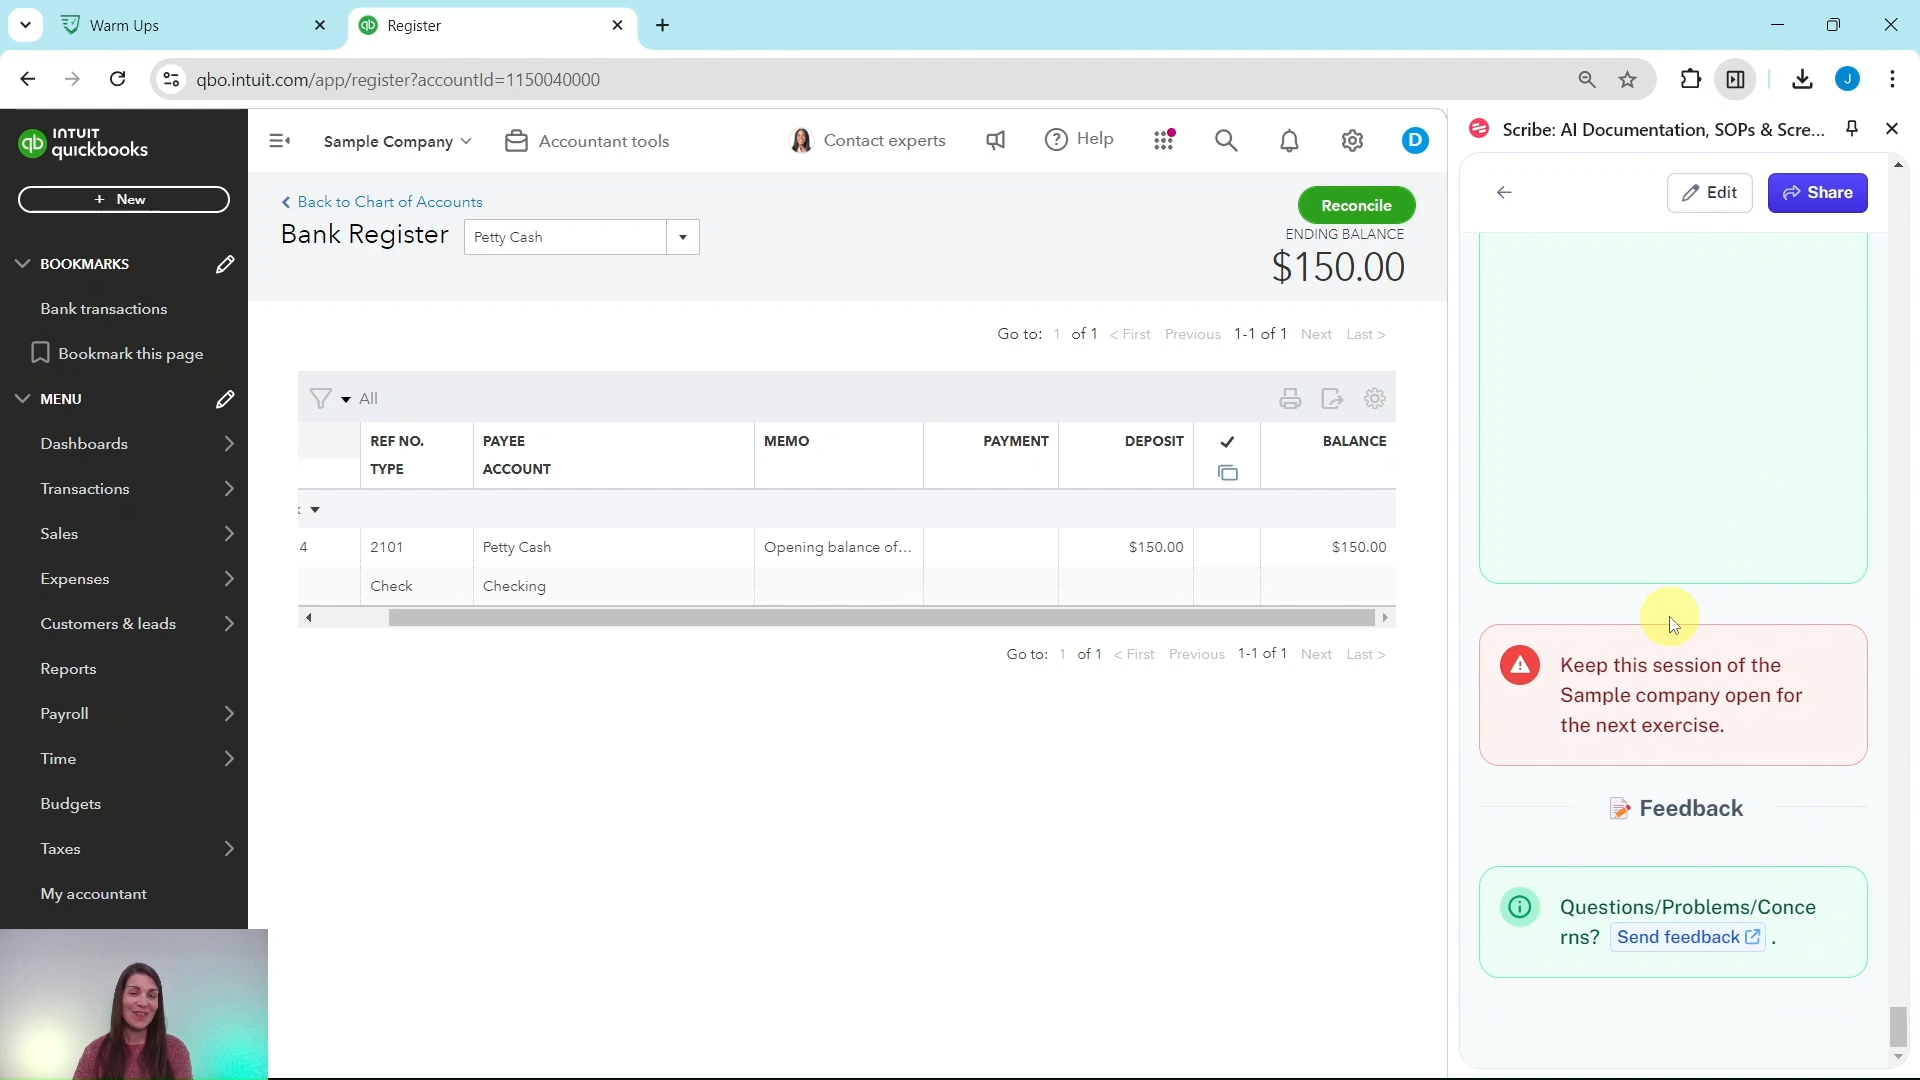 Warm Ups
Register
qbo.intuit.com/app/register?accountId=1150040000
J
INTUIT
quickbooks
qb
Sample Company
Accountant tools
Contact experts
Help
D
Scribe: AI Documentation, SOPs & Scre...
+ New
Edit
Share
< Back to Chart of Accounts
Bank Register
Petty Cash
Reconcile
ENDING BALANCE
$150.00
BOOKMARKS
Bank transactions
Bookmark this page
MENU
Dashboards
Transactions
Sales
Expenses
Customers & leads
Reports
Payroll
Time
Budgets
Taxes
My accountant
Go to: 1 of 1 < First Previous 1-1 of 1 Next Last >
All
REF NO. PAYEE MEMO PAYMENT DEPOSIT ✓ BALANCE
TYPE ACCOUNT
4 2101 Petty Cash Opening balance of... $150.00 $150.00
Check Checking
Go to: 1 of 1 < First Previous 1-1 of 1 Next Last >
Keep this session of the
Sample company open for
the next exercise.
Feedback
Questions/Problems/Conce
rns? Send feedback .